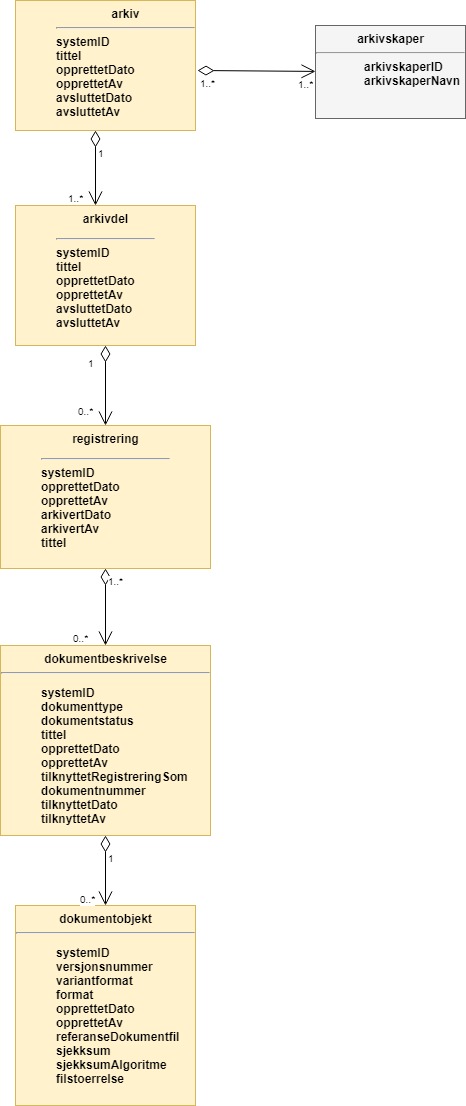 arkiv
systemID
tittel
opprettetDato
opprettetAv
avsluttetDato
avsluttetAv
arkivskaper
arkivskaperID
arkivskaperNavn
1..*
1..*
1
1..*
arkivdel
systemID
tittel
opprettetDato
opprettetAv
avsluttetDato
avsluttetAv
1
0..*
registrering
systemID
opprettetDato
opprettetAv
arkivertDato
arkivertAv
tittel
1..*
0..*
dokumentbeskrivelse
systemID
dokumenttype
dokumentstatus
tittel
opprettetDato
opprettetAv
tilknyttetRegistreringSom
dokumentnummer
tilknyttetDato
tilknyttetAv
1
0..*
dokumentobjekt
systemID
versjonsnummer
variantformat
format
opprettetDato
opprettetAv
referanseDokumentfil
sjekksum
sjekksumAlgoritme
filstoerrelse